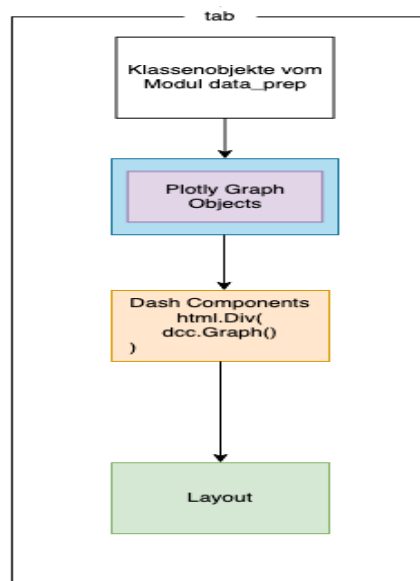 tab
Klassenobjekte vom
Modul data_prep
Plotly Graph
Objects
Dash Components
html.Div(
dcc.Graph()
)
Layout